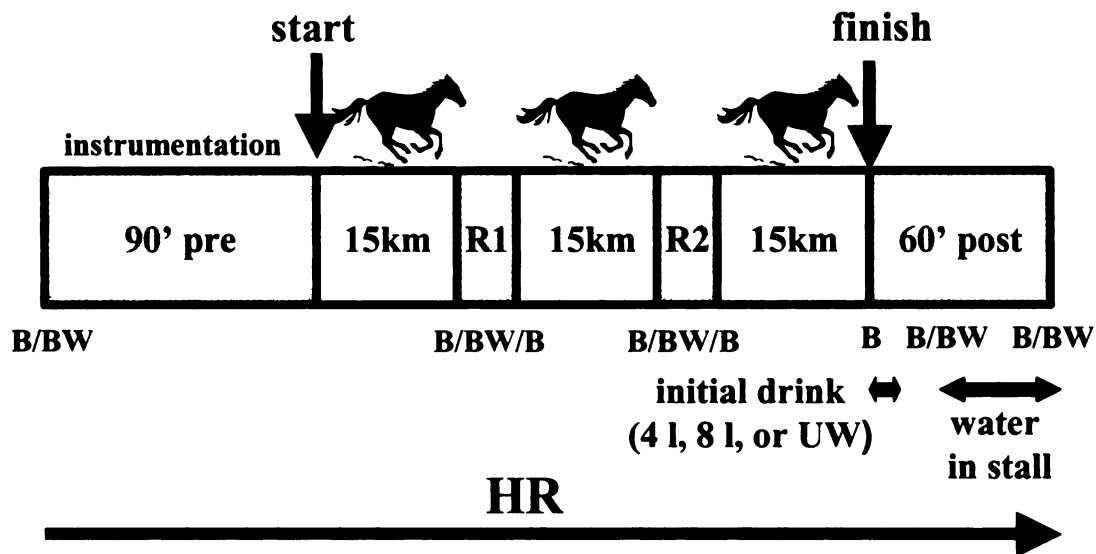 start finish
instrumentation
90' pre 15km R1 15km R2 15km 60' post
B/BW B/BW/B B/BW/B B B/BW B/BW
initial drink
(4 l, 8 l, or UW)
water
in stall
HR